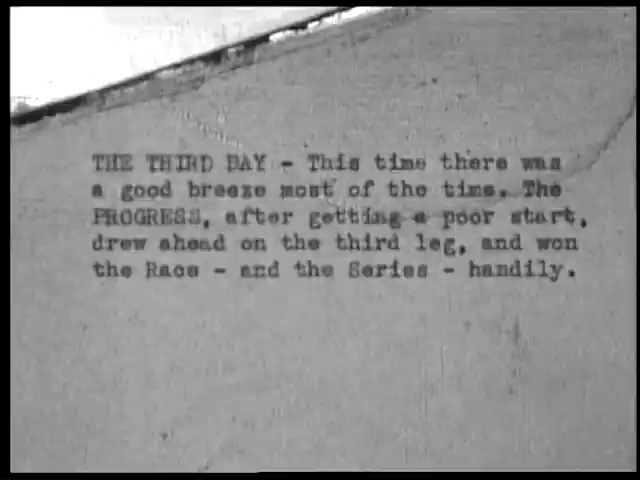 THE THIRD DAY - This time there was
a good breeze most of the time. The
PROGRESS, after getting a poor start,
drew ahead on the third leg, and won
the Race - and the Series - handily.